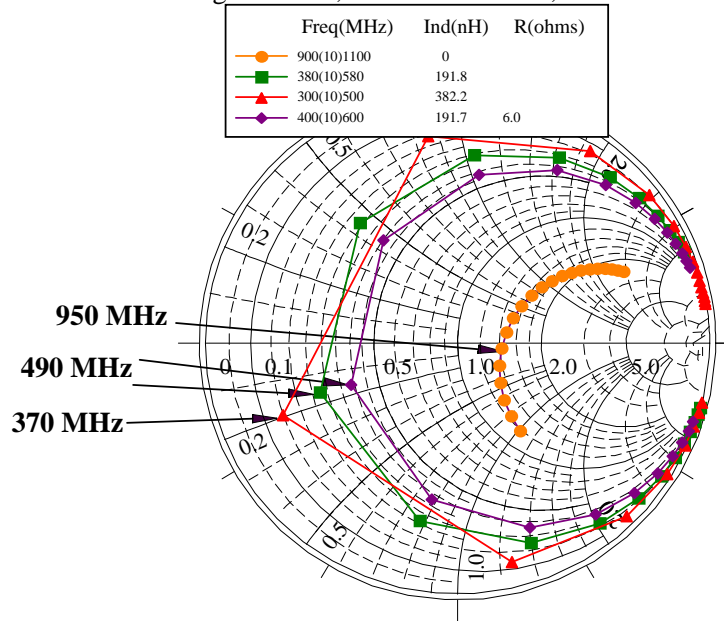 Freq(MHz) Ind(nH) R(ohms)
900(10)1100 0
380(10)580 191.8
300(10)500 382.2
400(10)600 191.7 6.0
0.5
0.2
950 MHz
490 MHz
0 0.1 0.5 1.0 2.0 5.0
370 MHz
0.2
0.5
1.0